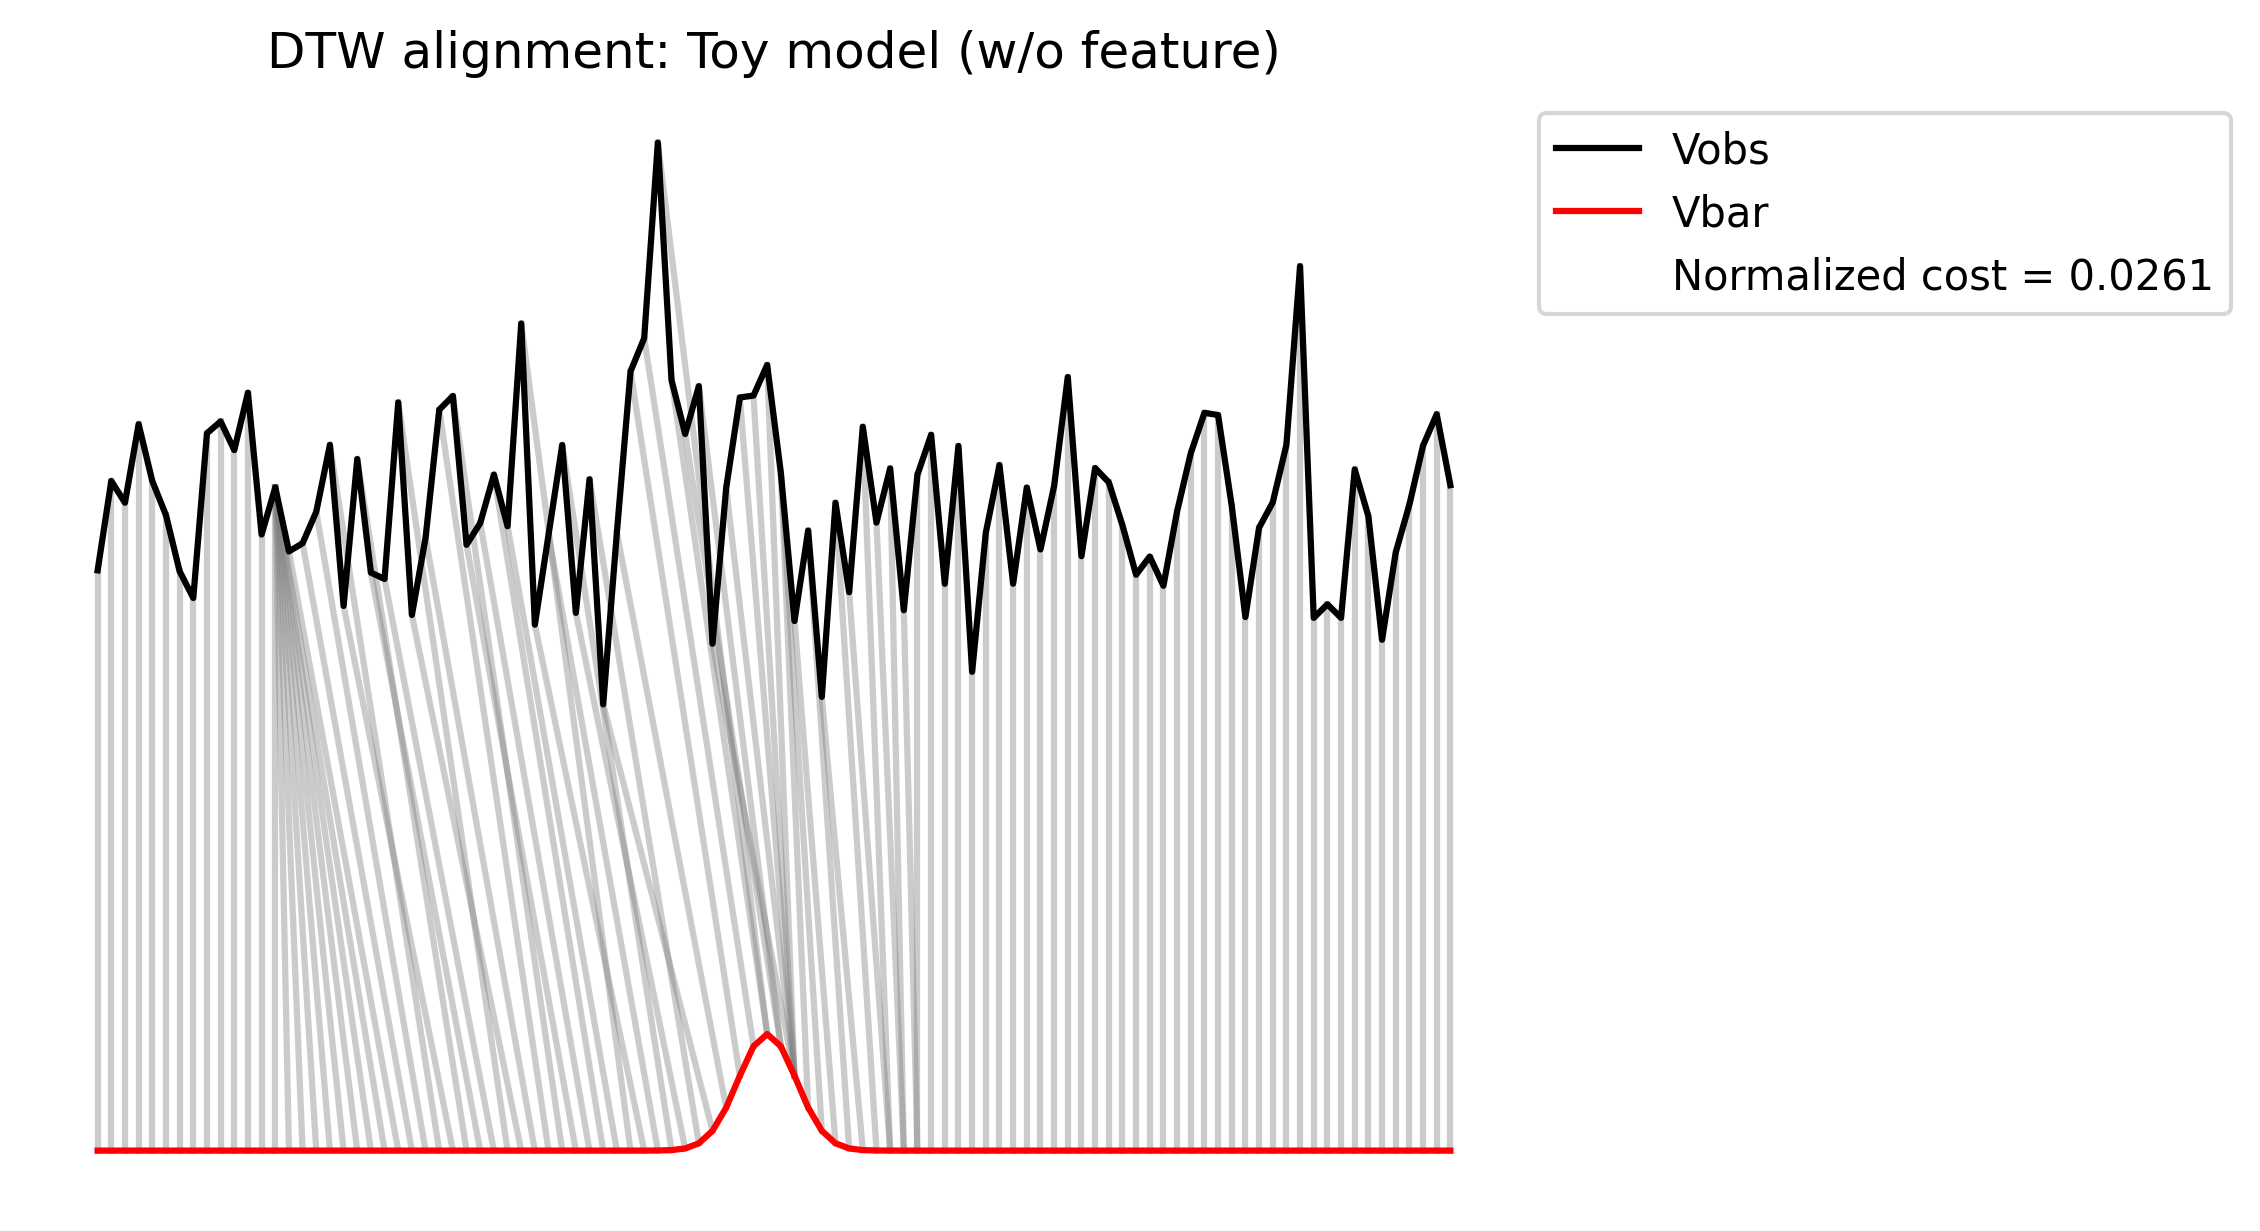 DTW alignment: Toy model (w/o feature)
Vobs
Vbar
Normalized cost = 0.0261